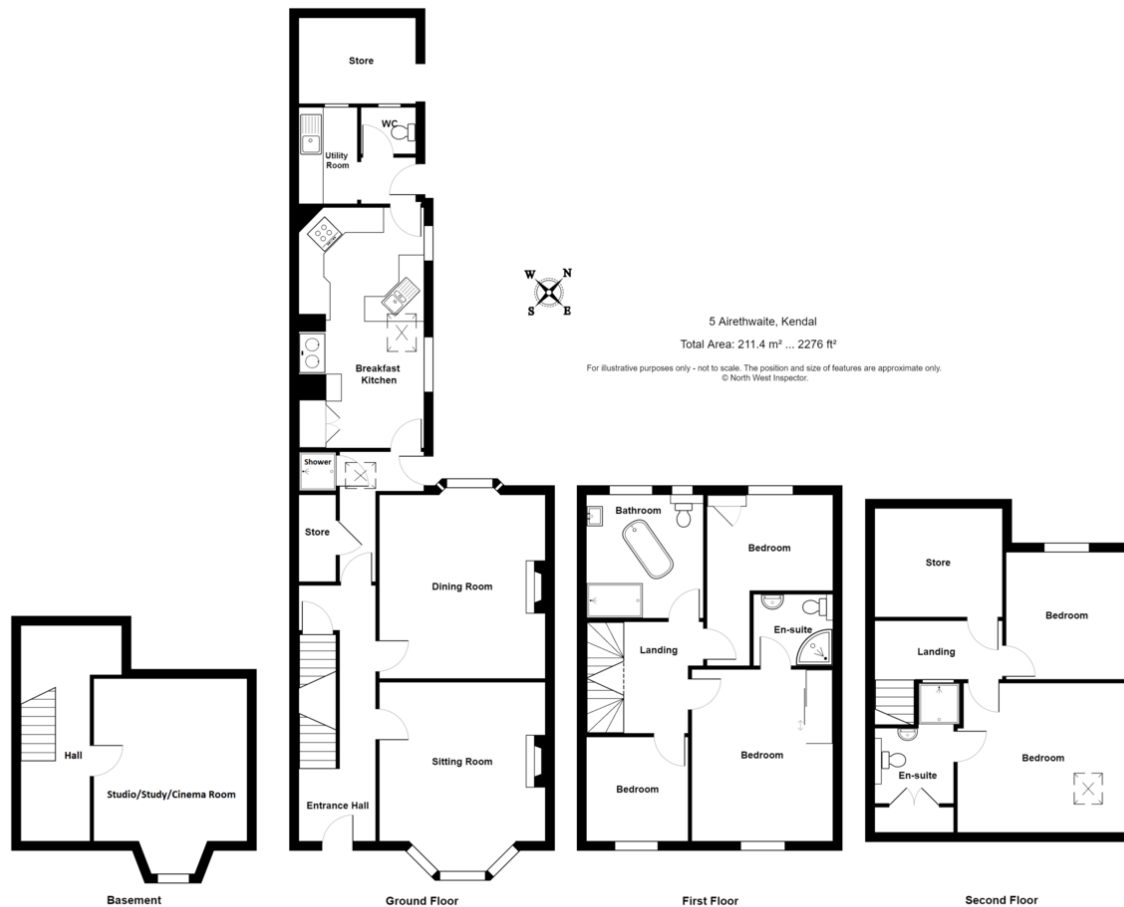 Store
WC
Utility
Room
W N
S E
5 Airethwaite, Kendal
Total Area: 211.4 m² ... 2276 ft²
For illustrative purposes only - not to scale. The position and size of features are approximate only.
© North West Inspector.
Breakfast
Kitchen
Shower
Store
Dining Room
Sitting Room
Entrance Hall
Ground Floor
Hall
Studio/Study/Cinema Room
Basement
Bathroom
Bedroom
En-suite
Landing
Bedroom
Bedroom
First Floor
Store
Bedroom
Landing
Bedroom
En-suite
Second Floor